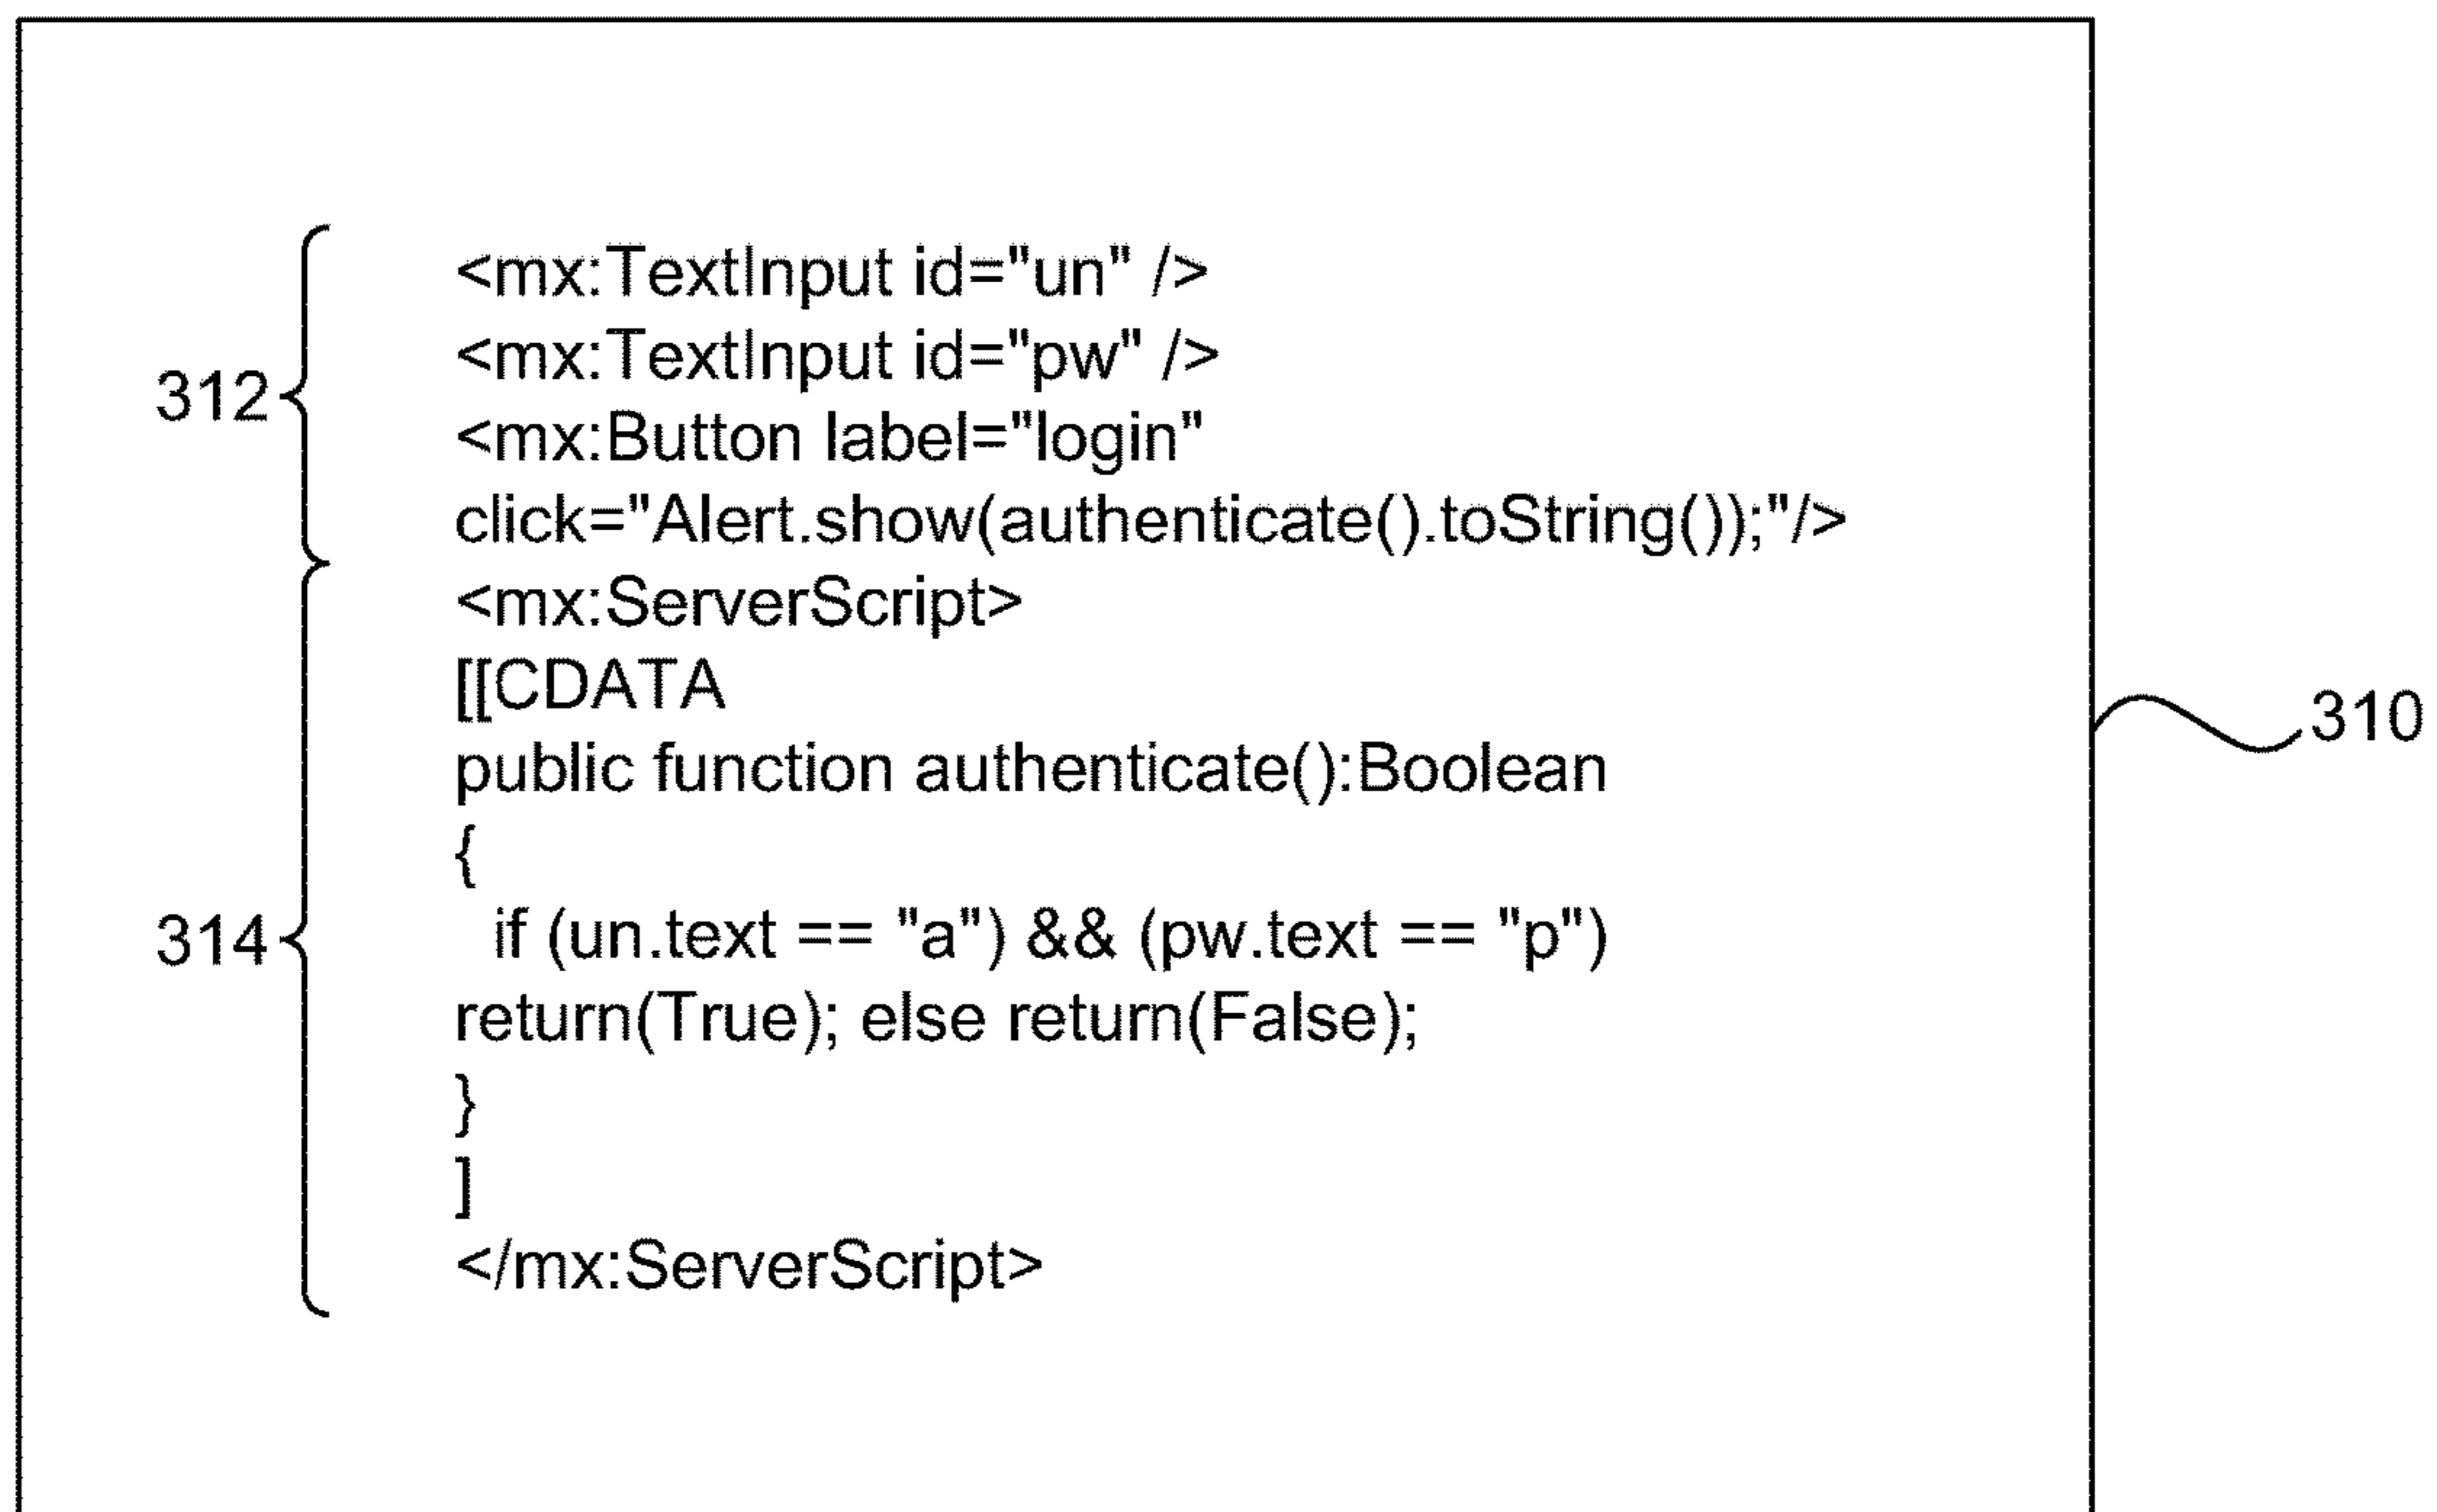 <mx:TextInput id="un" />
<mx:TextInput id="pw" />
312
<mx:Button label="login"
click="Alert.show(authenticate().toString());"/>
<mx:ServerScript>
[[CDATA
310
public function authenticate():Boolean
{
314
if (un.text == "a") && (pw.text == "p")
return(True); else return(False);
}
]
</mx:ServerScript>